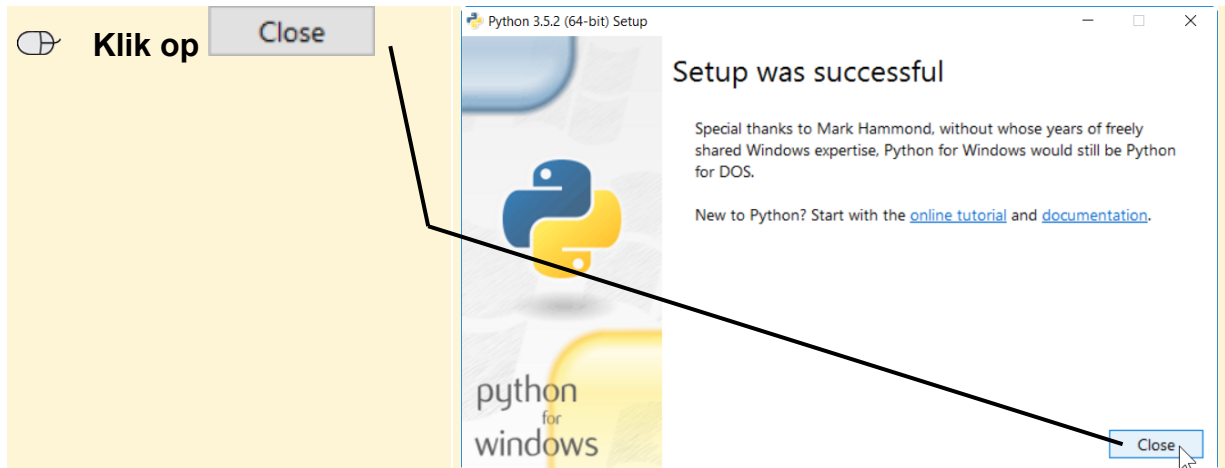 Klik op Close
Python 3.5.2 (64-bit) Setup
Setup was successful
Special thanks to Mark Hammond, without whose years of freely
shared Windows expertise, Python for Windows would still be Python
for DOS.
New to Python? Start with the online tutorial and documentation.
python
for
windows
Close